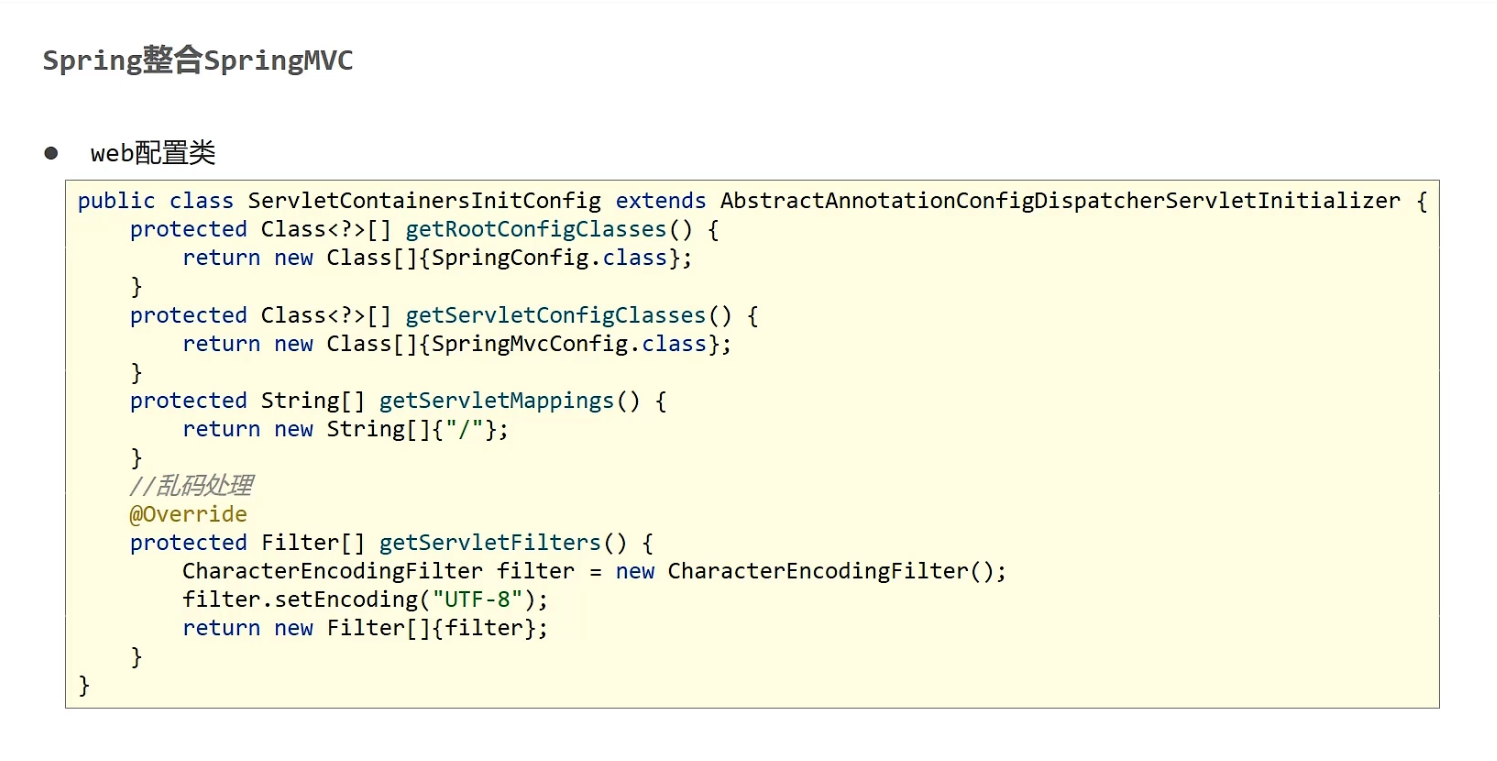 Spring整合SpringMVC
● web配置类
public class ServletContainersInitConfig extends AbstractAnnotationConfigDispatcherServletInitializer {
    protected Class<?>[] getRootConfigClasses() {
        return new Class[]{SpringConfig.class};
    }
    protected Class<?>[] getServletConfigClasses() {
        return new Class[]{SpringMvcConfig.class};
    }
    protected String[] getServletMappings() {
        return new String[]{"/"};
    }
    //乱码处理
    @Override
    protected Filter[] getServletFilters() {
        CharacterEncodingFilter filter = new CharacterEncodingFilter();
        filter.setEncoding("UTF-8");
        return new Filter[]{filter};
    }
}